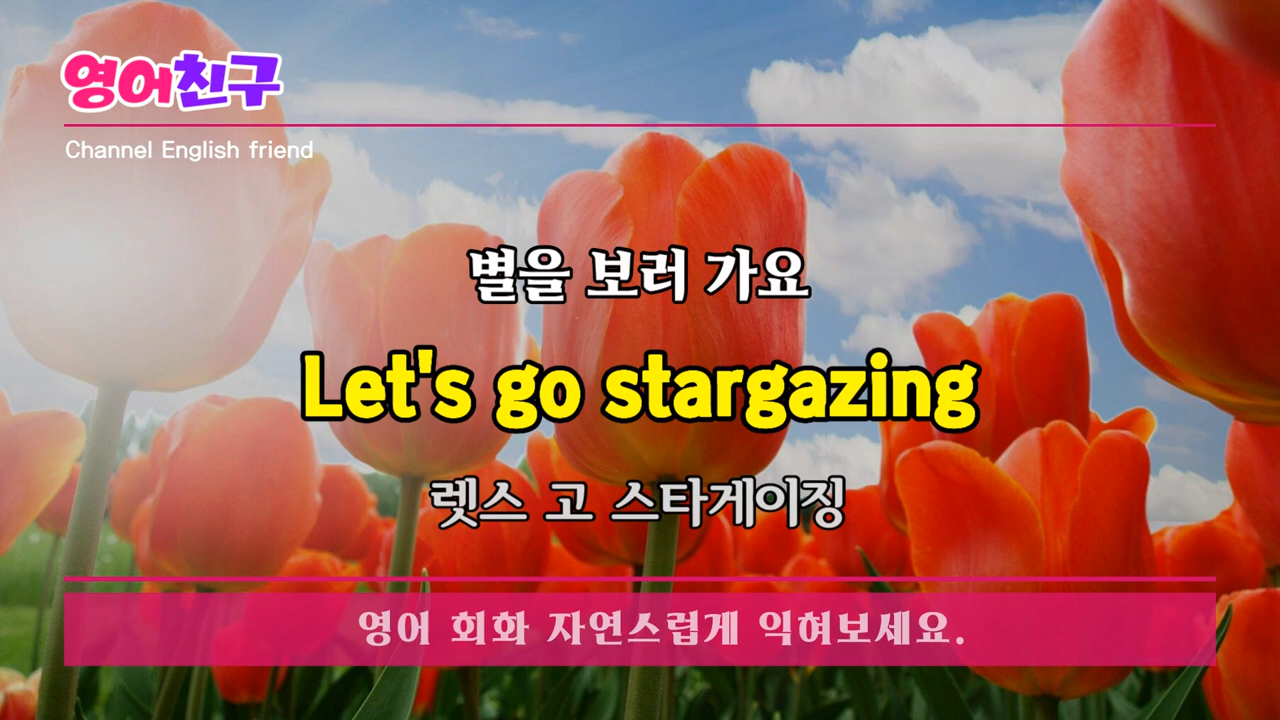 영어친구
Channel English friend
별을 보러 가요
Let's go stargazing
렛스 고 스타게이징
영어 회화 자연스럽게 익혀보세요.